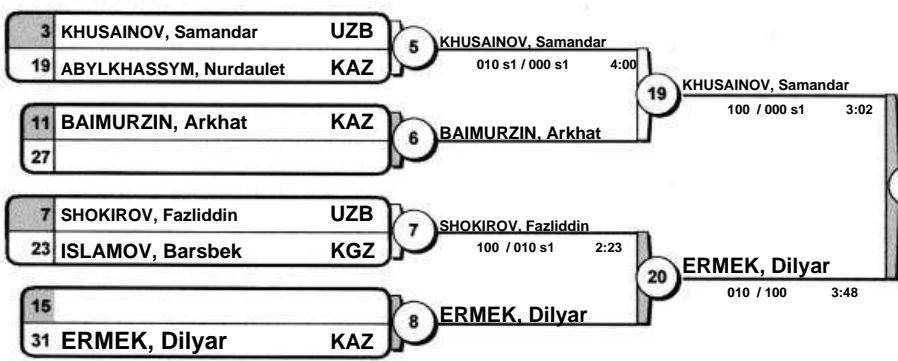 3 KHUSAINOV, Samandar UZB
19 ABYLKHASSYM, Nurdaulet KAZ
5
KHUSAINOV, Samandar
010 s1 / 000 s1 4:00
11 BAIMURZIN, Arkhat KAZ
27
6
BAIMURZIN, Arkhat
19
KHUSAINOV, Samandar
100 / 000 s1 3:02
7 SHOKIROV, Fazliddin UZB
23 ISLAMOV, Barsbek KGZ
7
SHOKIROV, Fazliddin
100 / 010 s1 2:23
15
31 ERMEK, Dilyar KAZ
8
ERMEK, Dilyar
20
ERMEK, Dilyar
010 / 100 3:48